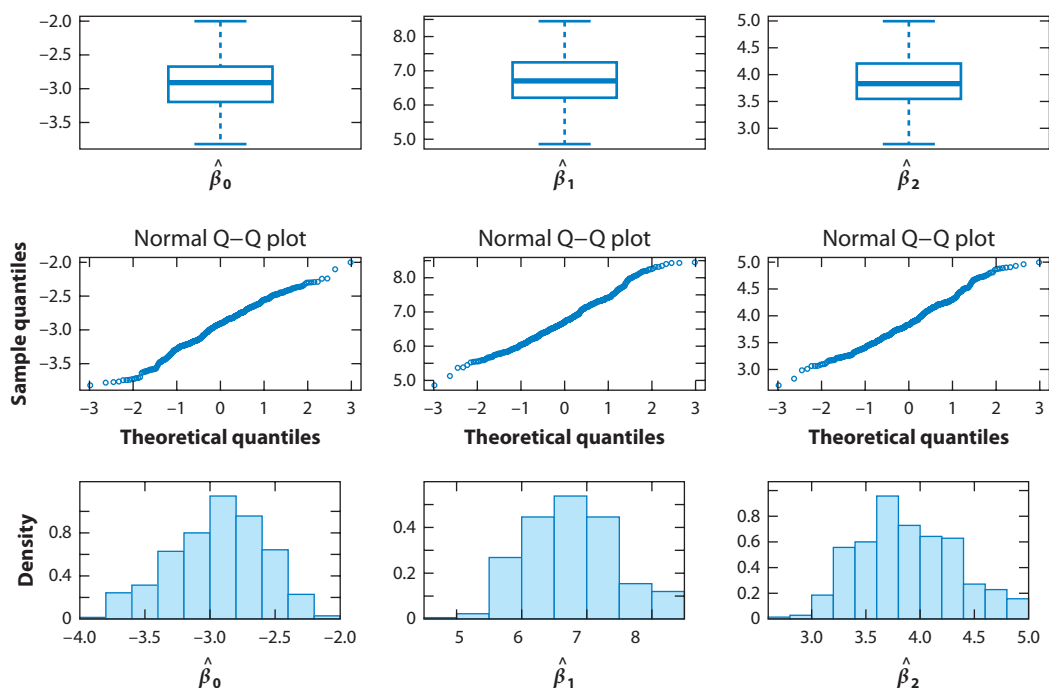 −2.0 8.0 5.0
−2.5 7.0 4.5
−3.0 6.0 4.0
−3.5 5.0 3.5
3.0
β̂0 β̂1 β̂2
Normal Q–Q plot Normal Q–Q plot Normal Q–Q plot
Sample quantiles
−2.0 8.0 5.0
−2.5 7.0 4.5
−3.0 6.0 4.0
−3.5 5.0 3.5
3.0
−3 −2 −1 0 1 2 3 −3 −2 −1 0 1 2 3 −3 −2 −1 0 1 2 3
Theoretical quantiles Theoretical quantiles Theoretical quantiles
Density
0.8 0.4 0.8
0.4 0.2 0.6
0 0 0.4
0.2
0
−4.0 −3.5 −3.0 −2.5 −2.0 5 6 7 8 3.0 3.5 4.0 4.5 5.0
β̂0 β̂1 β̂2